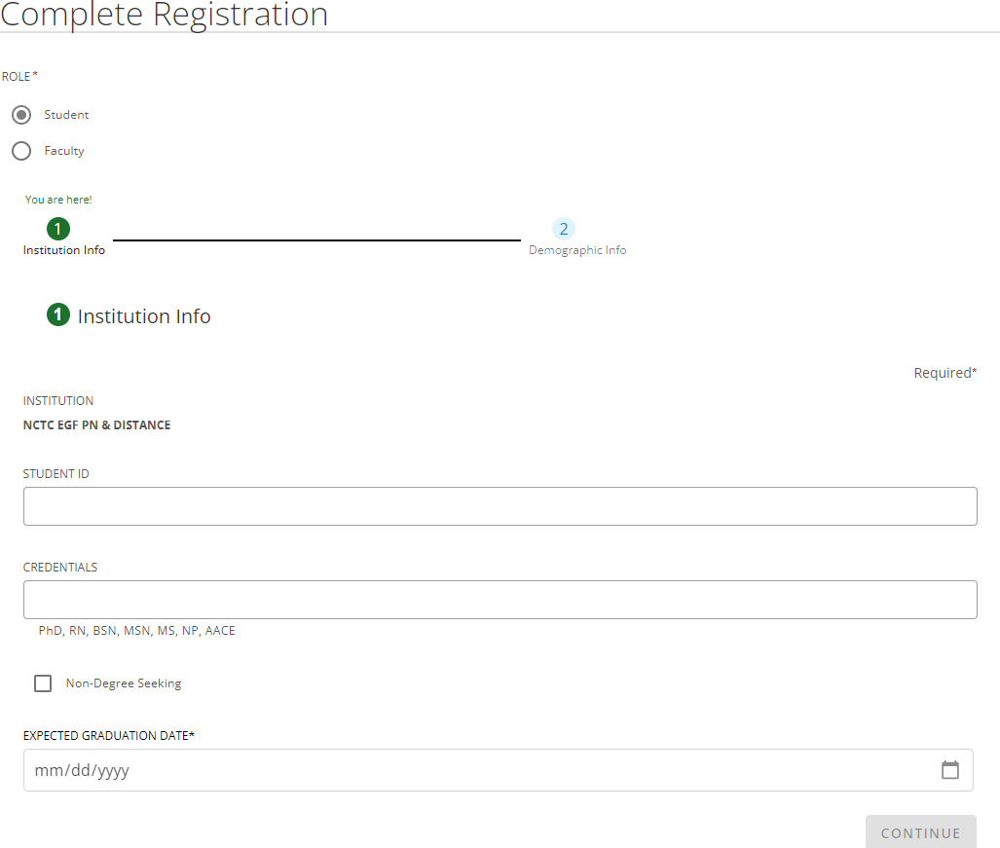 Complete Registration
ROLE*
Student
Faculty
You are here!
1
2
Institution Info
Demographic Info
1 Institution Info
Required*
INSTITUTION
NCTC EGF PN & DISTANCE
STUDENT ID
CREDENTIALS
PhD, RN, BSN, MSN, MS, NP, AACE
Non-Degree Seeking
EXPECTED GRADUATION DATE*
mm/dd/yyyy
CONTINUE